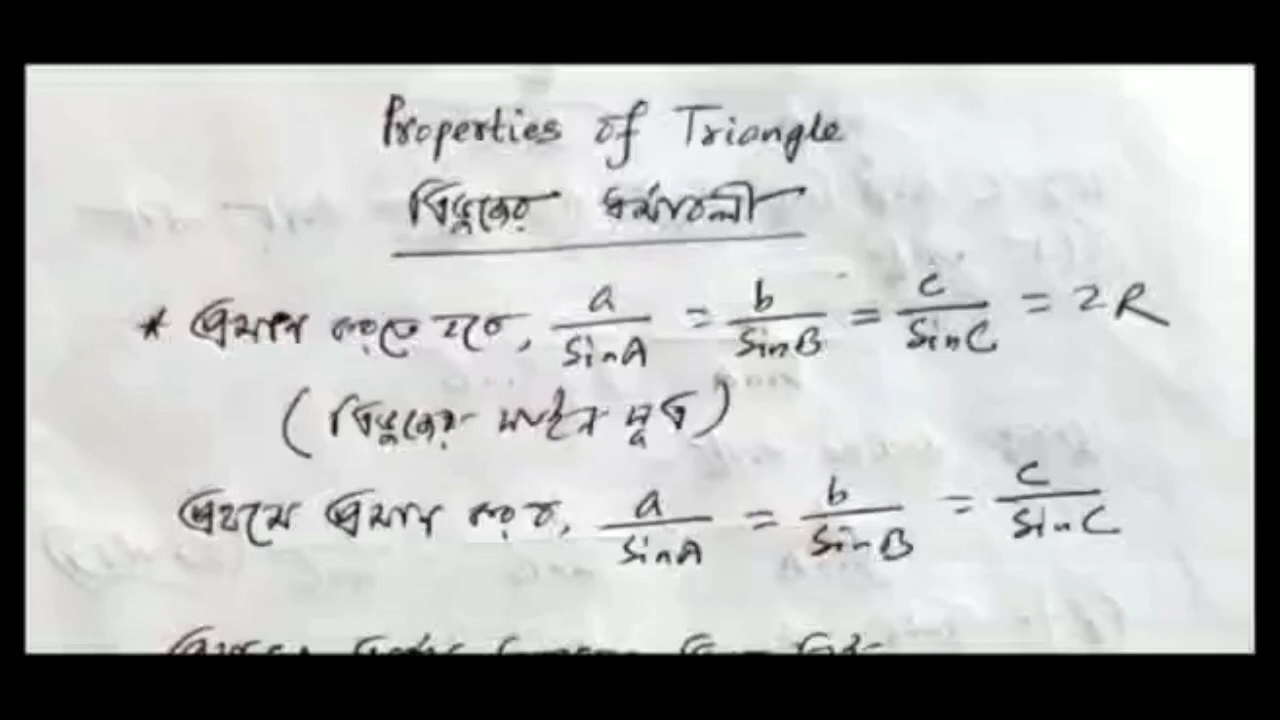 Properties of Triangle
ত্রিভুজের ধর্মাবলী
* প্রমাণ করতে হবে, a/SinA = b/SinB = c/SinC = 2R
(ত্রিভুজের সাইন সূত্র)
প্রথমে প্রমাণ করব, a/SinA = b/SinB = c/SinC